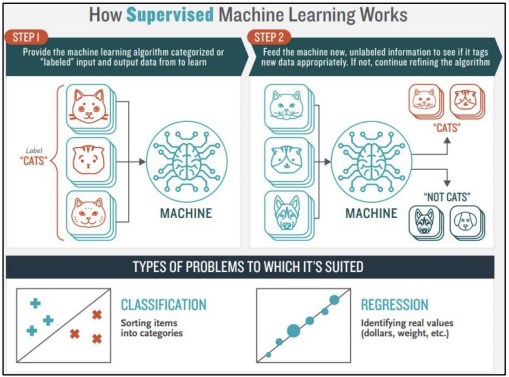 How Supervised Machine Learning Works
STEP 1
Provide the machine learning algorithm categorized or
"labeled" input and output data from to learn
Label
"CATS"
MACHINE
STEP 2
Feed the machine new, unlabeled information to see if it tags
new data appropriately. If not, continue refining the algorithm
MACHINE
"CATS"
"NOT CATS"
TYPES OF PROBLEMS TO WHICH IT'S SUITED
CLASSIFICATION
Sorting items
into categories
REGRESSION
Identifying real values
(dollars, weight, etc.)